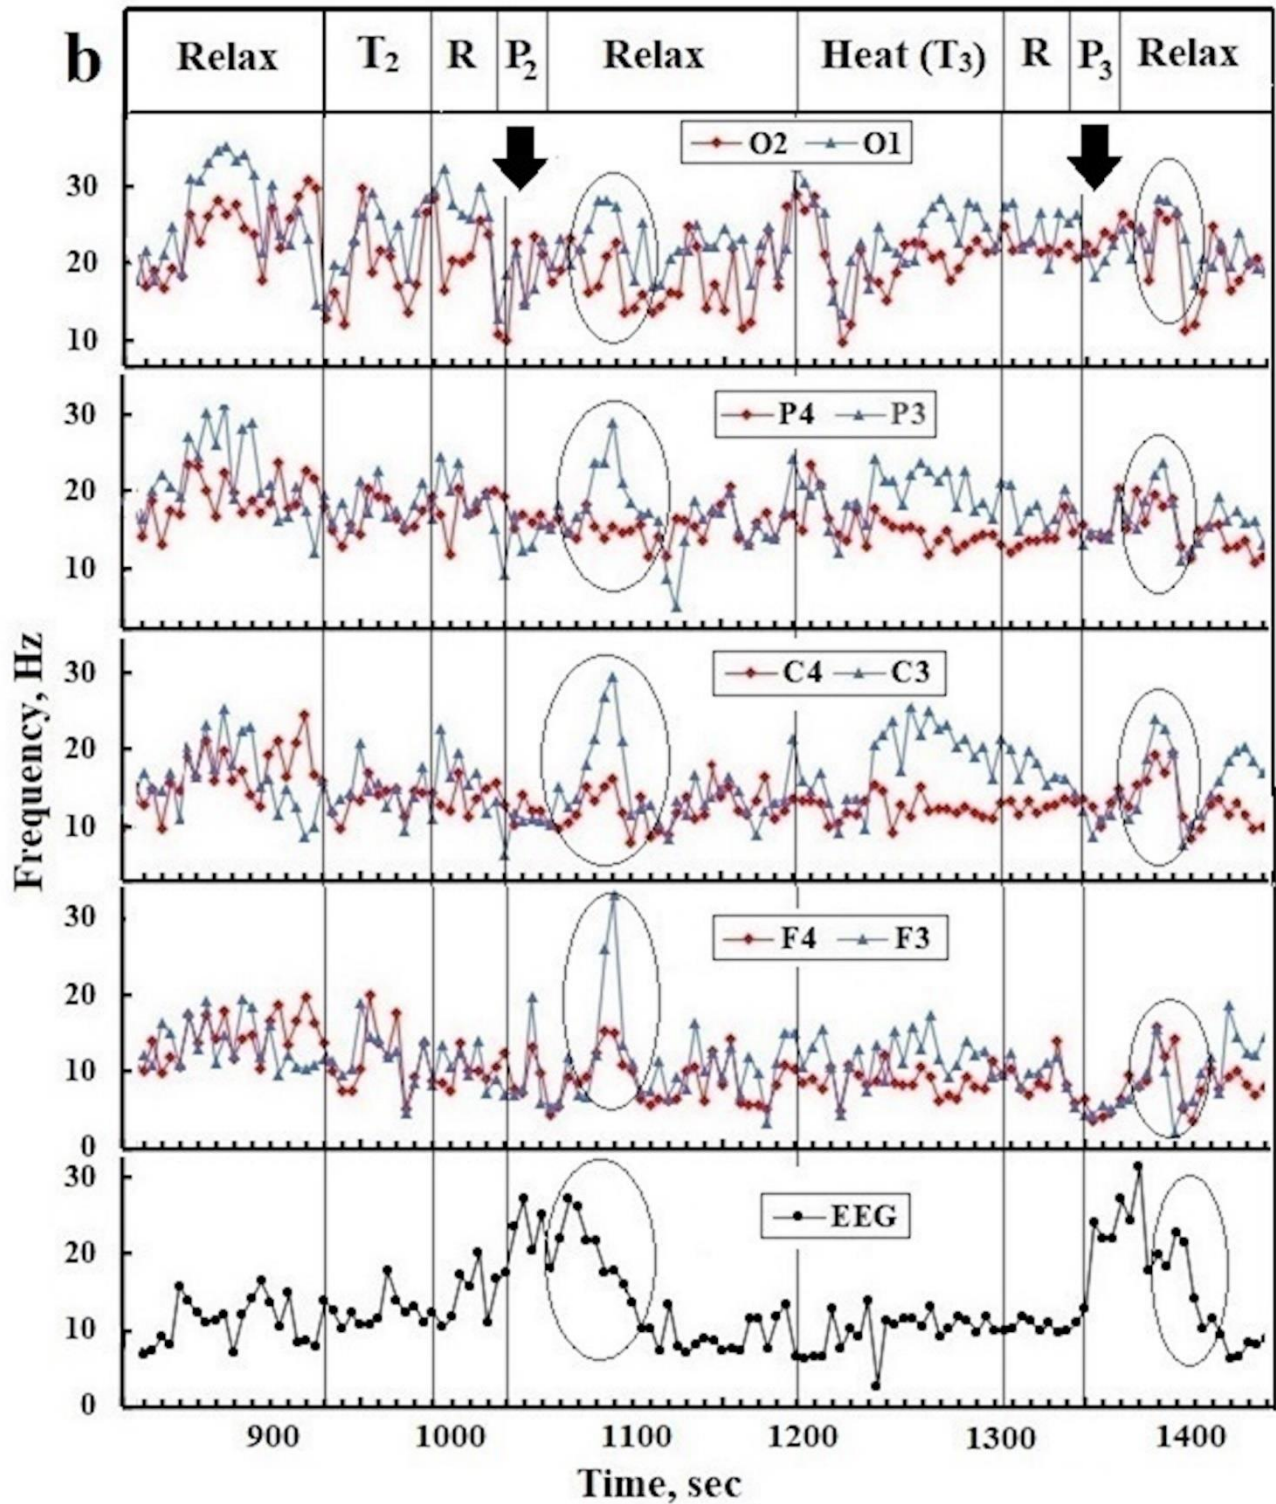 b
Relax T₂ R P₂ Relax Heat (T₃) R P₃ Relax
O2 O1
30
20
10
P4 P3
30
20
10
C4 C3
30
20
10
F4 F3
30
20
10
0
EEG
30
20
10
0
Frequency, Hz
900 1000 1100 1200 1300 1400
Time, sec